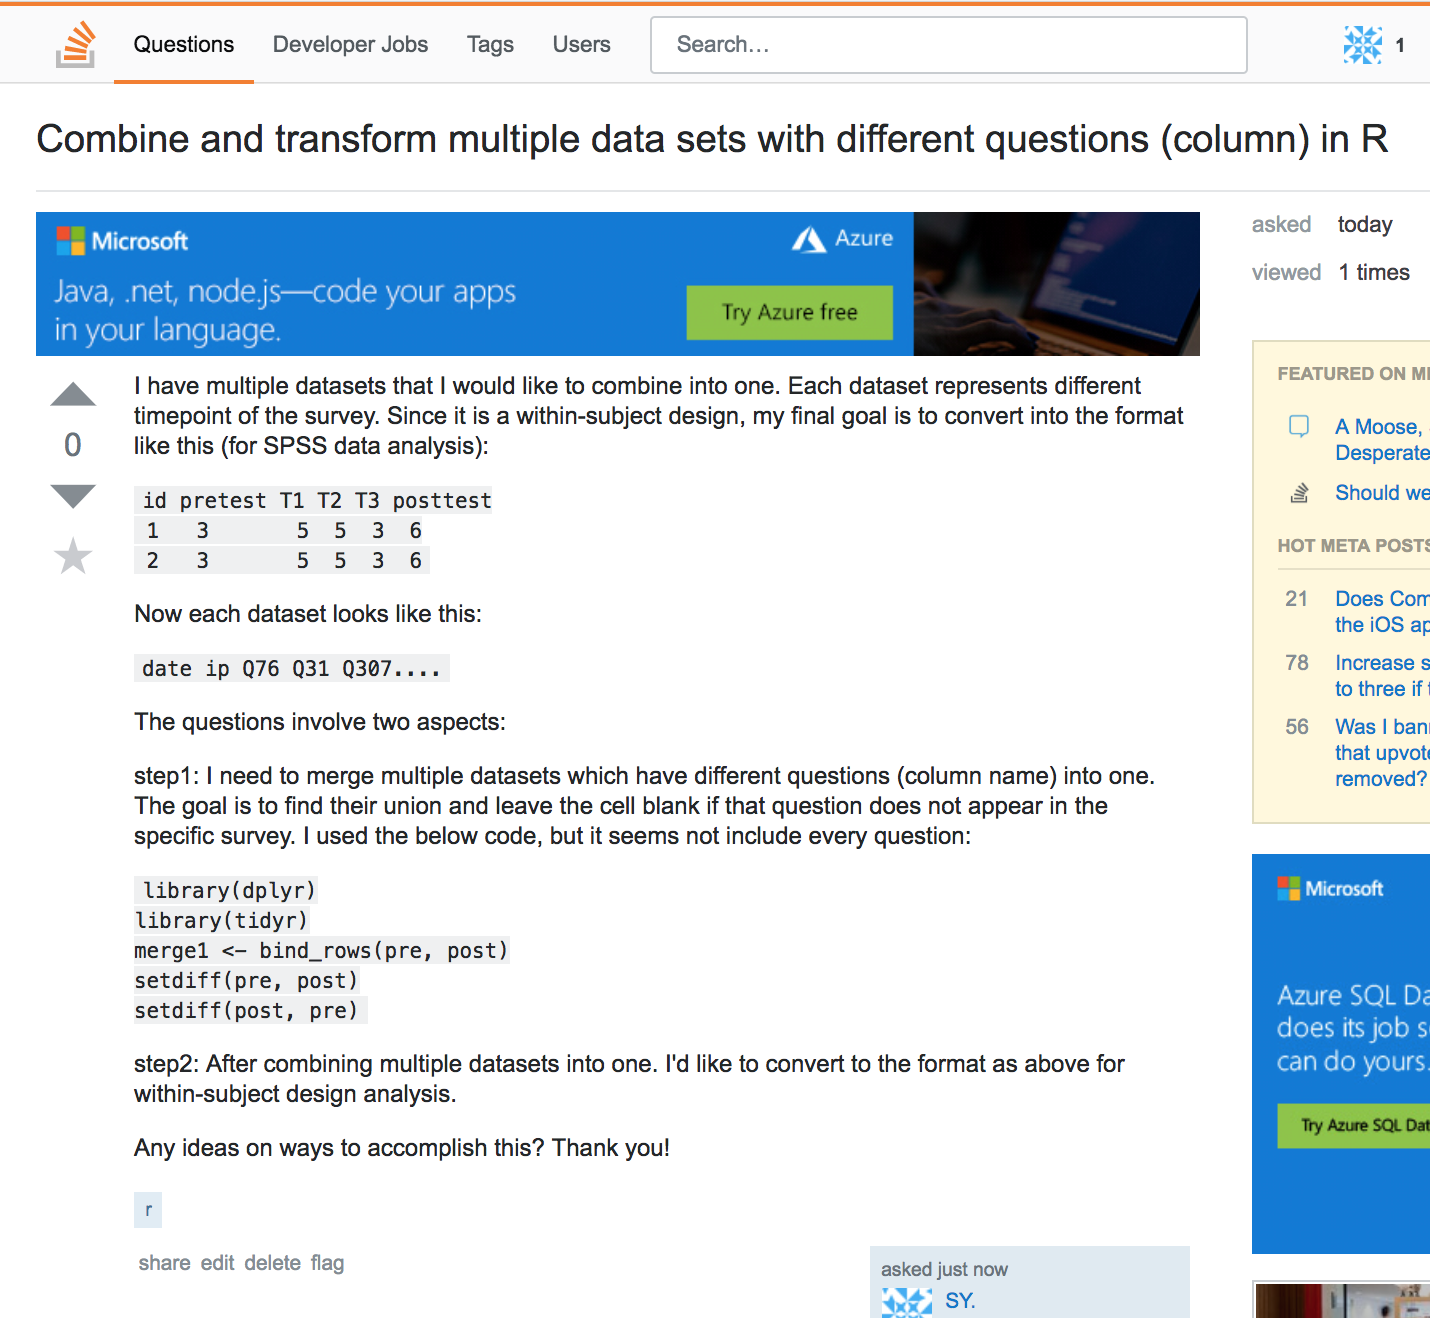 Questions Developer Jobs Tags Users Search... 1
Combine and transform multiple data sets with different questions (column) in R
Microsoft
Azure
Java, .net, node.js—code your apps
in your language.
Try Azure free
asked today
viewed 1 times
I have multiple datasets that I would like to combine into one. Each dataset represents different
timepoint of the survey. Since it is a within-subject design, my final goal is to convert into the format
like this (for SPSS data analysis):
0
id pretest T1 T2 T3 posttest
1 3 5 5 3 6
2 3 5 5 3 6
Now each dataset looks like this:
date ip Q76 Q31 Q307....
The questions involve two aspects:
step1: I need to merge multiple datasets which have different questions (column name) into one.
The goal is to find their union and leave the cell blank if that question does not appear in the
specific survey. I used the below code, but it seems not include every question:
library(dplyr)
library(tidyr)
merge1 <- bind_rows(pre, post)
setdiff(pre, post)
setdiff(post, pre)
step2: After combining multiple datasets into one. I'd like to convert to the format as above for
within-subject design analysis.
Any ideas on ways to accomplish this? Thank you!
r
share edit delete flag
asked just now
SY.
FEATURED ON M
A Moose,
Desperate
Should we
HOT META POSTS
21 Does Com
the iOS ap
78 Increase s
to three if t
56 Was I ban
that upvote
removed?
Microsoft
Azure SQL Da
does its job s
can do yours.
Try Azure SQL Dat